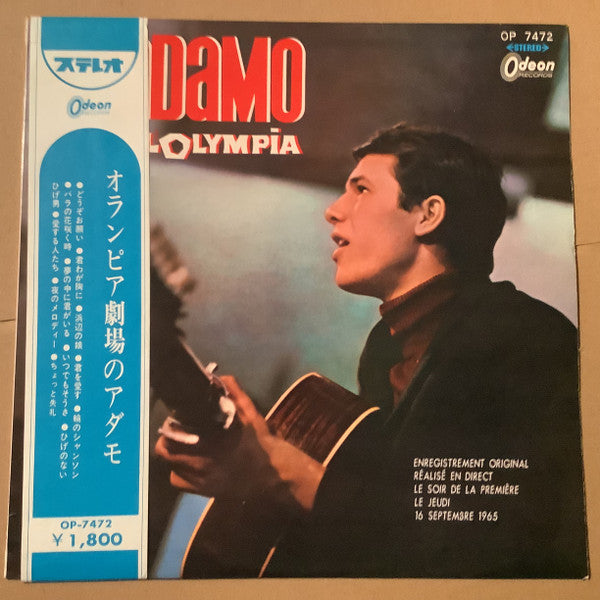 ステレオ
Odeon
RECORDS
オランピア劇場のアダモ
●どうぞお願い●君わが胸に●浜辺の娘●君を愛す●輪のシャンソン
●バラの花咲く時●夢の中に君がいる●いつでもそうさ●ひげのない
ひげ男●愛する人たち●夜のメロディー●ちょっと失礼
OP-7472
¥1,800
DAMO
L'OLYMPIA
OP 7472
STEREO
Odeon
RECORDS
ENREGISTREMENT ORIGINAL
RÉALISÉ EN DIRECT
LE SOIR DE LA PREMIÈRE
LE JEUDI
16 SEPTEMBRE 1965